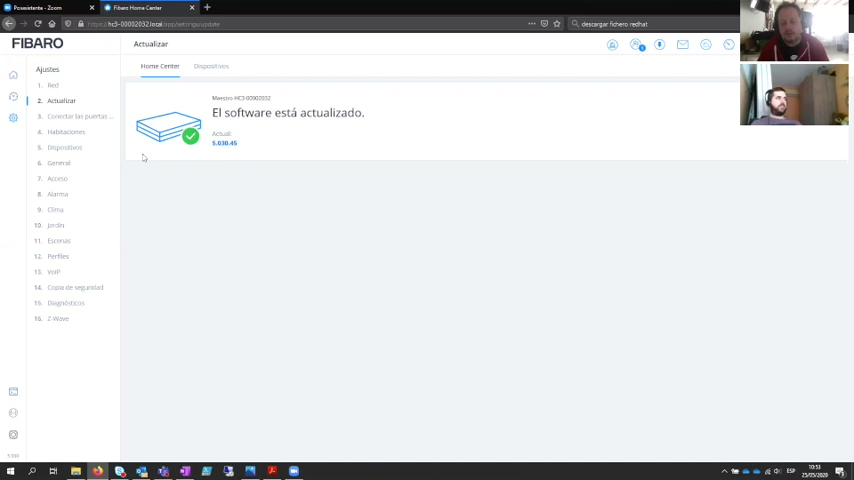 Posasistente - Zoom
Fibaro Home Center
https://hc3-00002032.local/app/settings/update
descargar fichero redhat
FIBARO
Actualizar
Ajustes
1. Red
2. Actualizar
3. Conectar las puertas ...
4. Habitaciones
5. Dispositivos
6. General
7. Acceso
8. Alarma
9. Clima
10. Jardín
11. Escenas
12. Perfiles
13. VoIP
14. Copia de seguridad
15. Diagnósticos
16. Z-Wave
Home Center
Dispositivos
Maestro HC3-00002032
El software está actualizado.
Actual:
5.030.45
ESP
10:53
25/05/2020